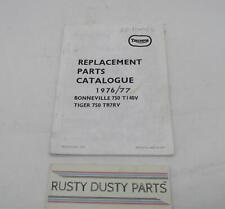 TRIUMPH
REPLACEMENT
PARTS
CATALOGUE
1976/77
BONNEVILLE 750 T140V
TIGER 750 TR7RV
RUSTY DUSTY PARTS